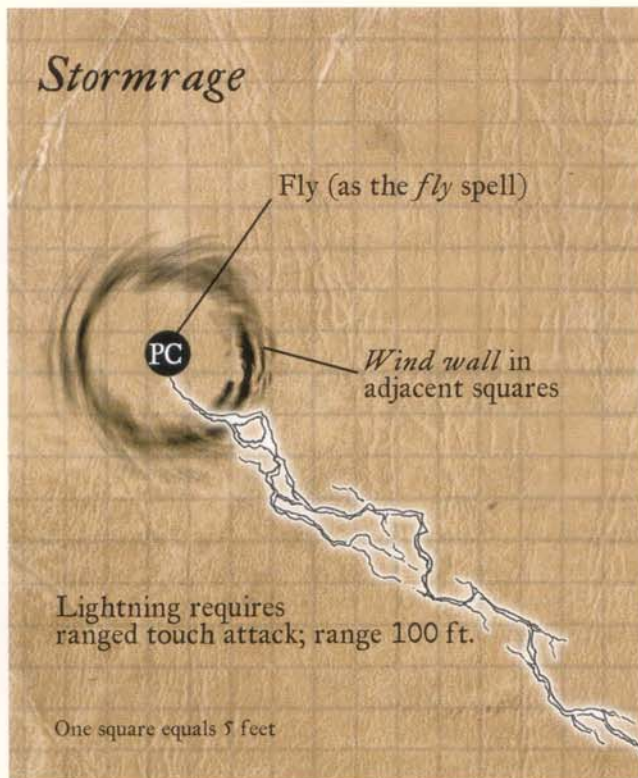 Stormrage
Fly (as the fly spell)
PC
Wind wall in
adjacent squares
Lightning requires
ranged touch attack; range 100 ft.
One square equals 5 feet